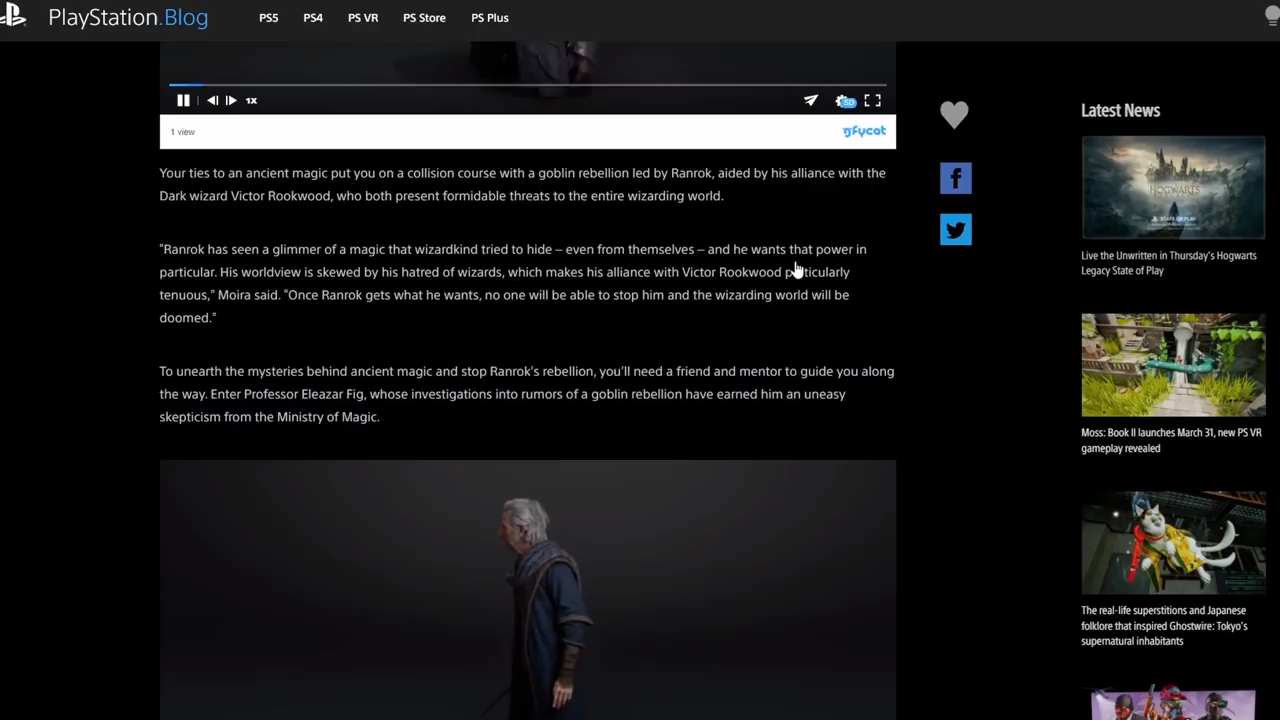 PlayStation.Blog
PS5
PS4
PS VR
PS Store
PS Plus
1X
SD
1 view
gfycat
Your ties to an ancient magic put you on a collision course with a goblin rebellion led by Ranrok, aided by his alliance with the
Dark wizard Victor Rookwood, who both present formidable threats to the entire wizarding world.
“Ranrok has seen a glimmer of a magic that wizardkind tried to hide – even from themselves – and he wants that power in
particular. His worldview is skewed by his hatred of wizards, which makes his alliance with Victor Rookwood particularly
tenuous,” Moira said. “Once Ranrok gets what he wants, no one will be able to stop him and the wizarding world will be
doomed.”
To unearth the mysteries behind ancient magic and stop Ranrok’s rebellion, you’ll need a friend and mentor to guide you along
the way. Enter Professor Eleazar Fig, whose investigations into rumors of a goblin rebellion have earned him an uneasy
skepticism from the Ministry of Magic.
Latest News
HOGWARTS
STATE OF PLAY
Live the Unwritten in Thursday’s Hogwarts
Legacy State of Play
Moss: Book II launches March 31, new PS VR
gameplay revealed
The real-life superstitions and Japanese
folklore that inspired Ghostwire: Tokyo’s
supernatural inhabitants